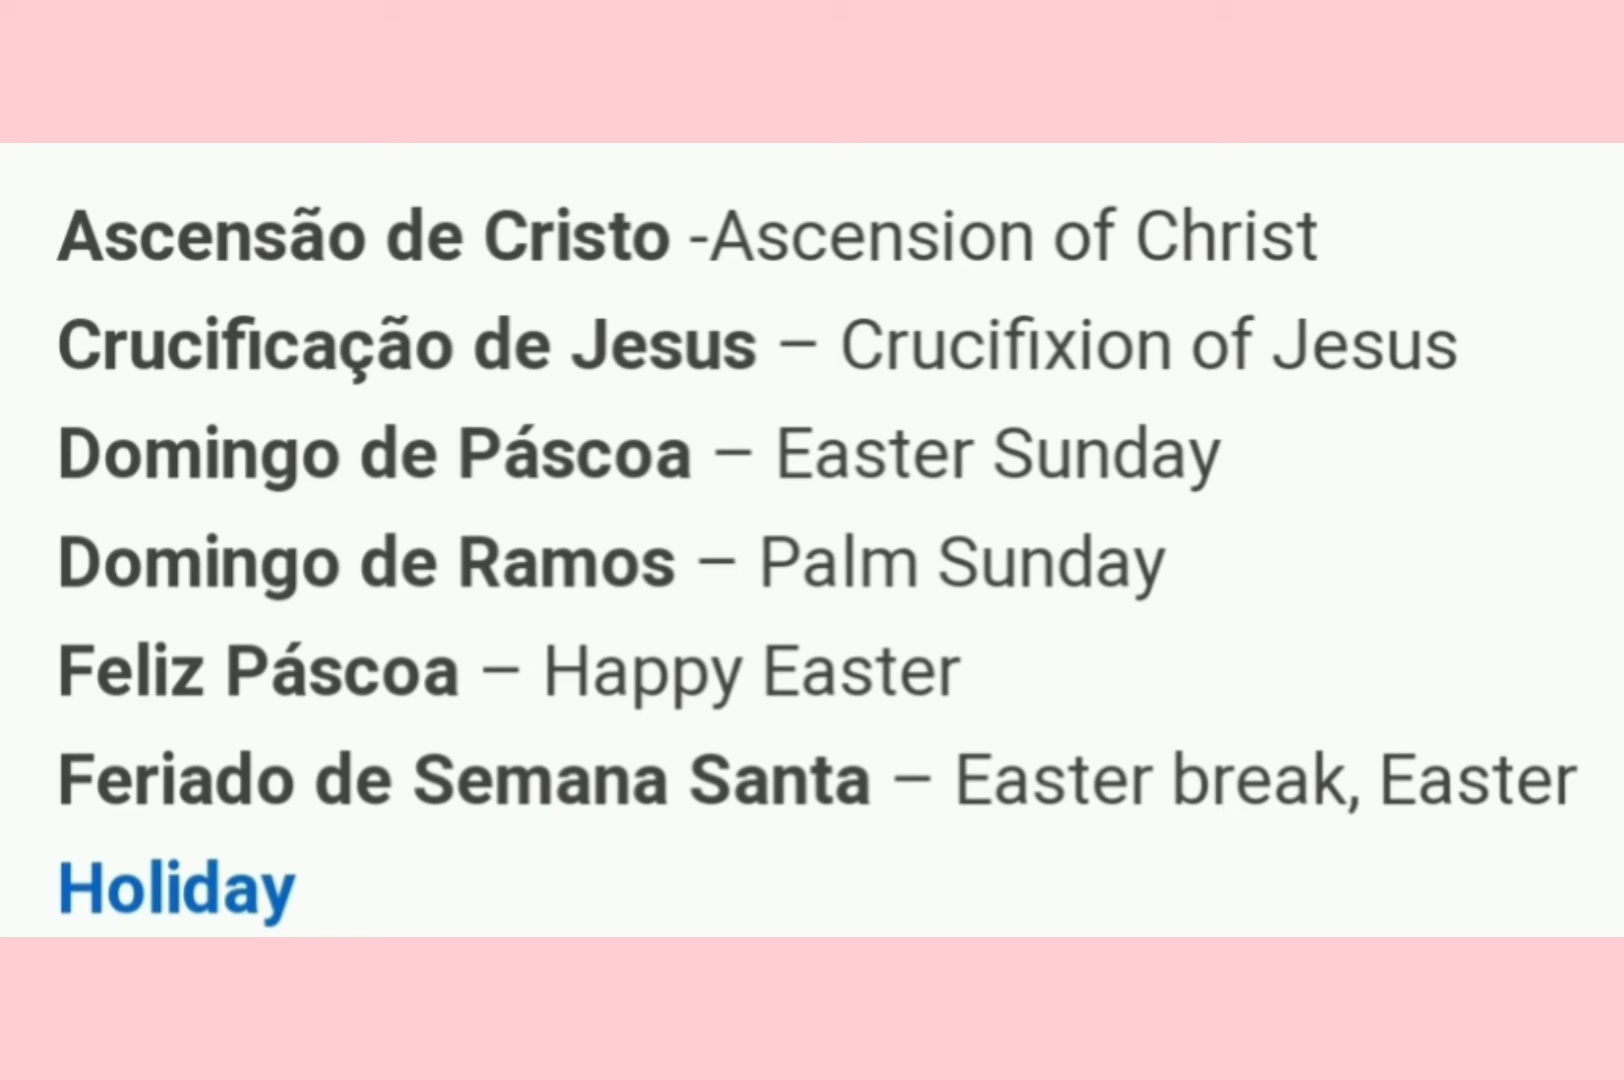 Ascensão de Cristo -Ascension of Christ
Crucificação de Jesus – Crucifixion of Jesus
Domingo de Páscoa – Easter Sunday
Domingo de Ramos – Palm Sunday
Feliz Páscoa – Happy Easter
Feriado de Semana Santa – Easter break, Easter
Holiday